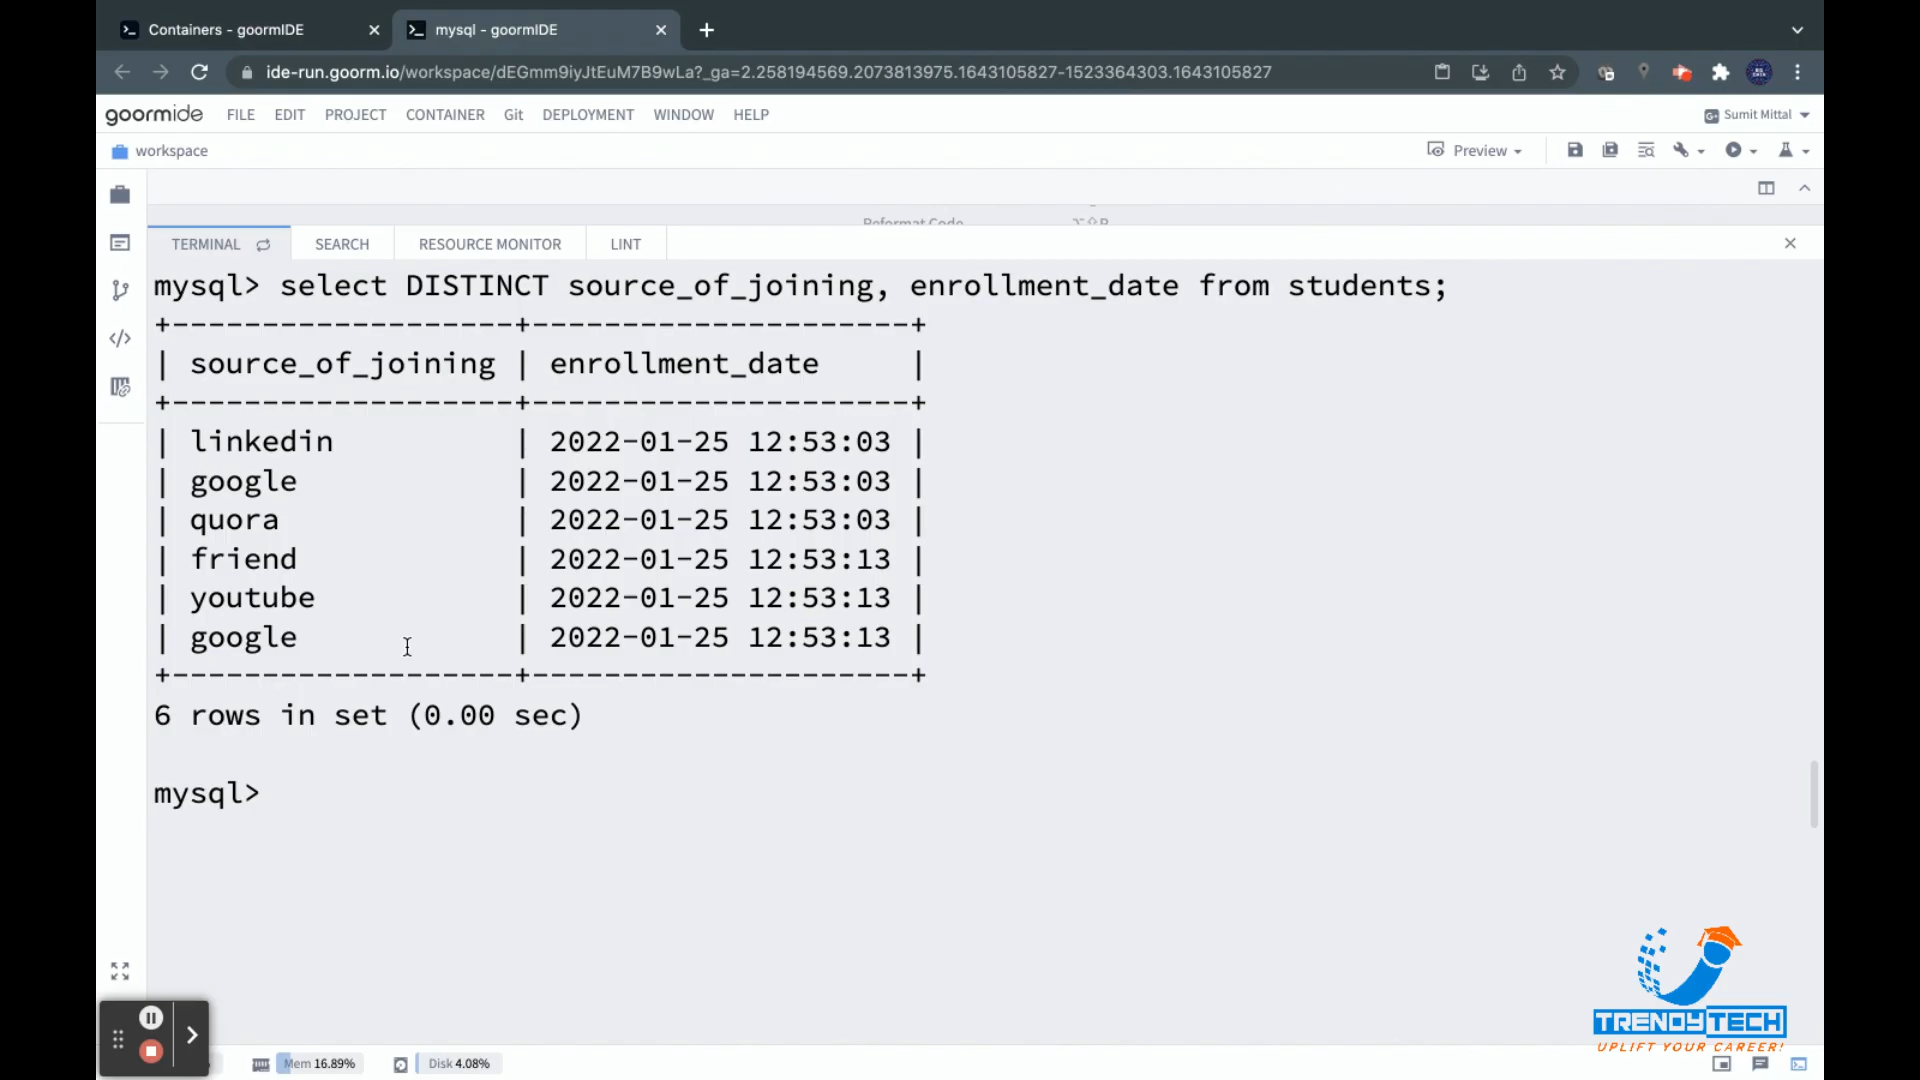 Containers - goormIDE
mysql - goormIDE
ide-run.goorm.io/workspace/dEGmm9iyJtEuM7B9wLa?_ga=2.258194569.2073813975.1643105827-1523364303.1643105827
goormide FILE EDIT PROJECT CONTAINER Git DEPLOYMENT WINDOW HELP Sumit Mittal
workspace Preview
Reformat Code ⌥⇧R
TERMINAL SEARCH RESOURCE MONITOR LINT
mysql> select DISTINCT source_of_joining, enrollment_date from students;
+-------------------+---------------------+
| source_of_joining | enrollment_date     |
+-------------------+---------------------+
| linkedin          | 2022-01-25 12:53:03 |
| google            | 2022-01-25 12:53:03 |
| quora             | 2022-01-25 12:53:03 |
| friend            | 2022-01-25 12:53:13 |
| youtube           | 2022-01-25 12:53:13 |
| google            | 2022-01-25 12:53:13 |
+-------------------+---------------------+
6 rows in set (0.00 sec)
mysql>
TRENDYTECH
UPLIFT YOUR CAREER!
Mem 16.89% Disk 4.08%